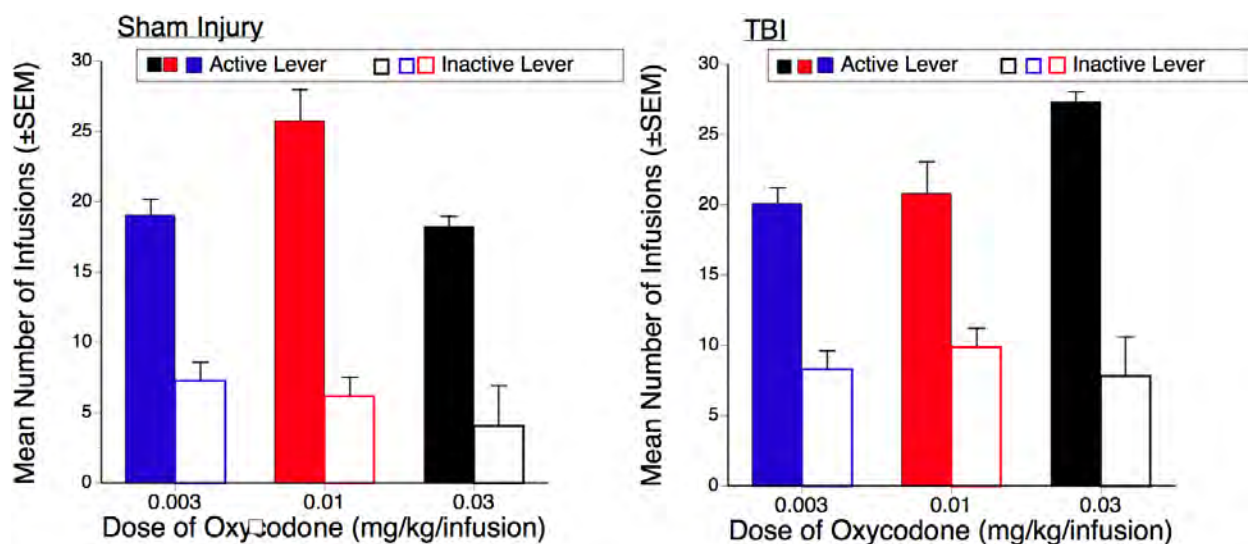 Sham Injury
Active Lever
Inactive Lever
Mean Number of Infusions (±SEM)
30
25
20
15
10
5
0
0.003
0.01
0.03
Dose of Oxycodone (mg/kg/infusion)
TBI
Active Lever
Inactive Lever
Mean Number of Infusions (±SEM)
30
25
20
15
10
5
0
0.003
0.01
0.03
Dose of Oxycodone (mg/kg/infusion)